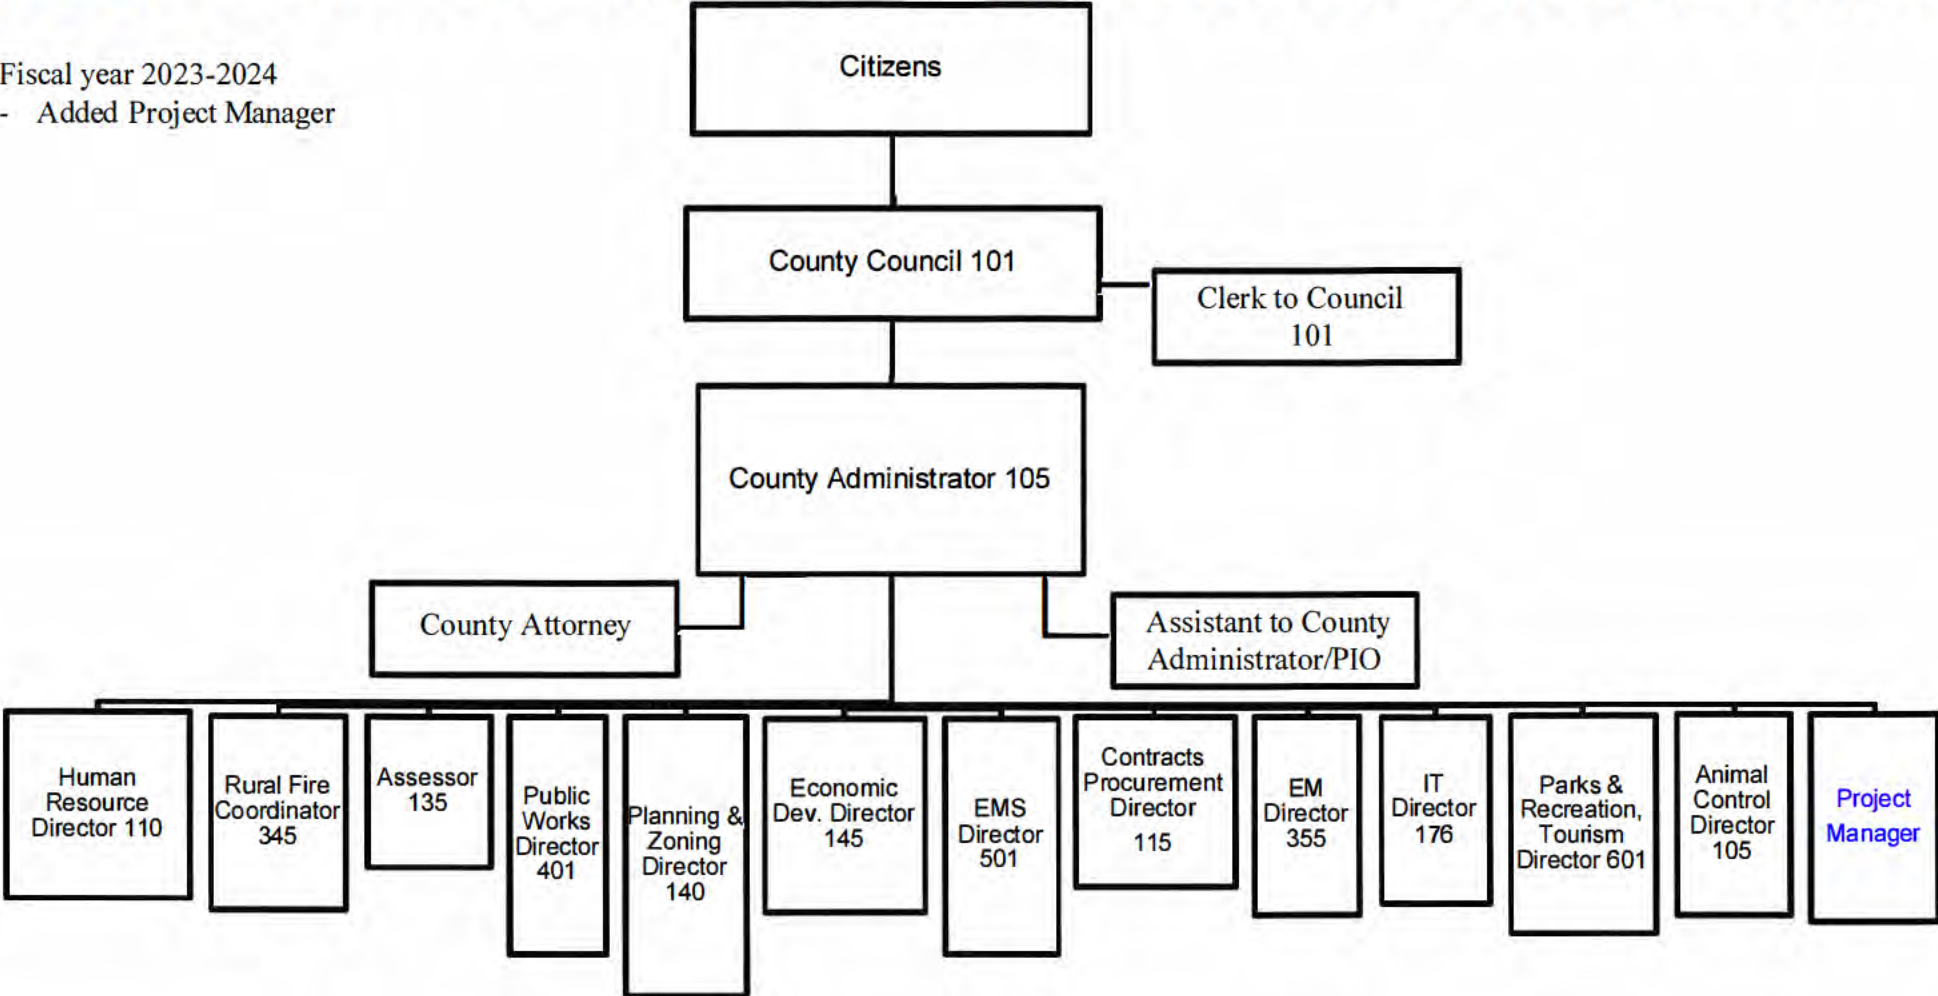 Fiscal year 2023-2024
- Added Project Manager
Citizens
County Council 101
Clerk to Council
101
County Administrator 105
County Attorney
Assistant to County
Administrator/PIO
Human
Resource
Director 110
Rural Fire
Coordinator
345
Assessor
135
Public
Works
Director
401
Planning &
Zoning
Director
140
Economic
Dev. Director
145
EMS
Director
501
Contracts
Procurement
Director
115
EM
Director
355
IT
Director
176
Parks &
Recreation,
Tourism
Director 601
Animal
Control
Director
105
Project
Manager